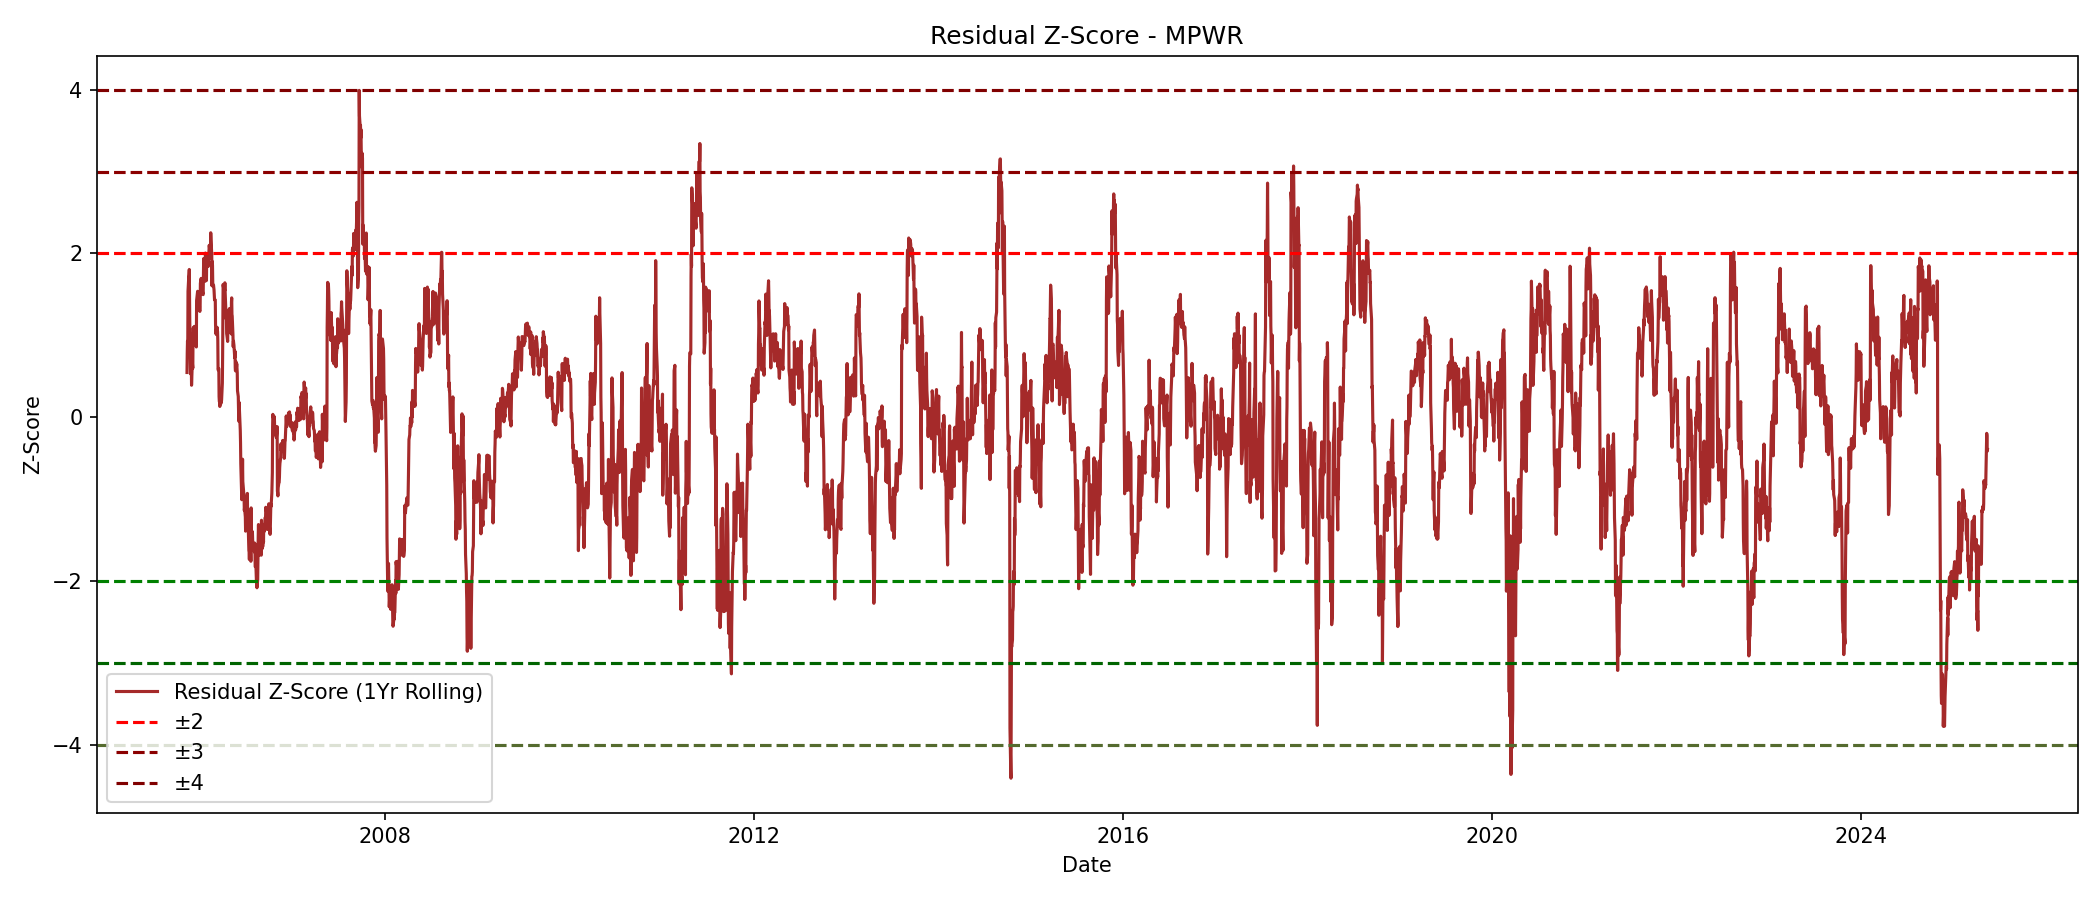 Residual Z-Score - MPWR
4
2
0
−2
−4
Z-Score
Residual Z-Score (1Yr Rolling)
±2
±3
±4
2008 2012 2016 2020 2024
Date